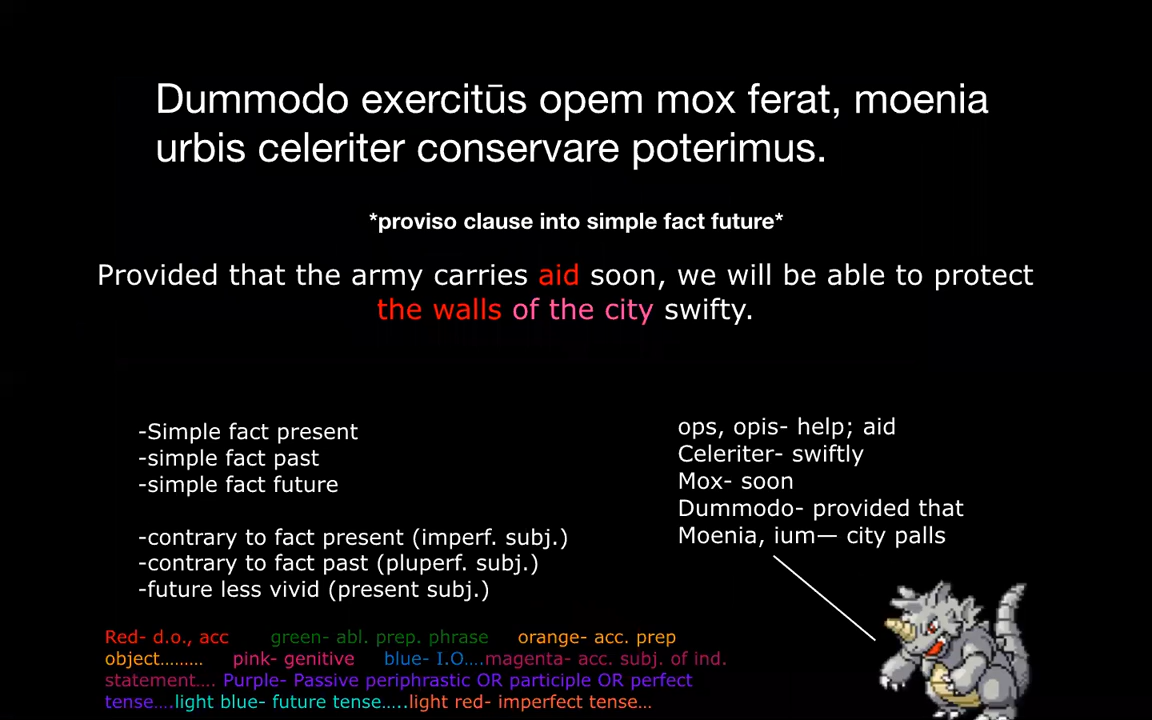 Dummodo exercitūs opem mox ferat, moenia
urbis celeriter conservare poterimus.
*proviso clause into simple fact future*
Provided that the army carries aid soon, we will be able to protect
the walls of the city swifty.
-Simple fact present
-simple fact past
-simple fact future
-contrary to fact present (imperf. subj.)
-contrary to fact past (pluperf. subj.)
-future less vivid (present subj.)
ops, opis- help; aid
Celeriter- swiftly
Mox- soon
Dummodo- provided that
Moenia, ium— city palls
Red- d.o., acc green- abl. prep. phrase orange- acc. prep
object……... pink- genitive blue- I.O….magenta- acc. subj. of ind.
statement…. Purple- Passive periphrastic OR participle OR perfect
tense….light blue- future tense…..light red- imperfect tense…